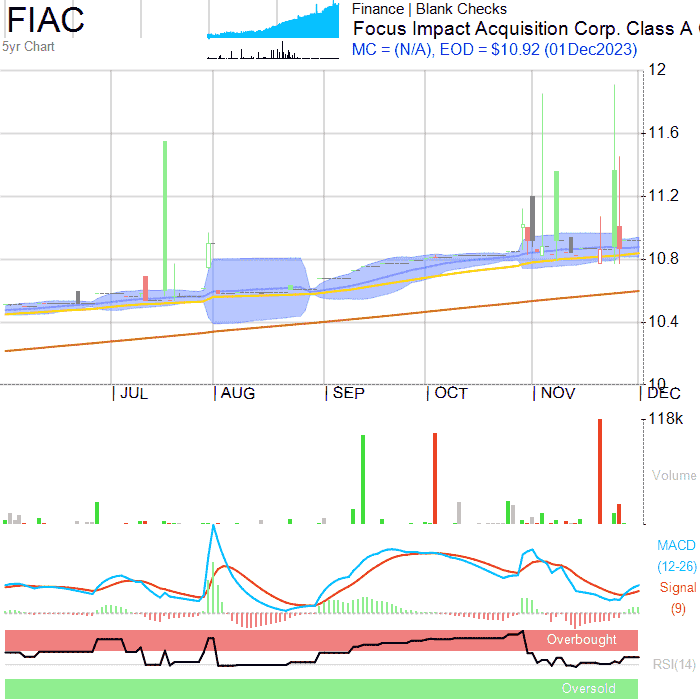 FIAC
5yr Chart
Finance | Blank Checks
Focus Impact Acquisition Corp. Class A
MC = (N/A), EOD = $10.92 (01Dec2023)
12
11.6
11.2
10.8
10.4
10
JUL
AUG
SEP
OCT
NOV
DEC
118k
Volume
MACD
(12-26)
Signal
(9)
Overbought
RSI(14)
Oversold